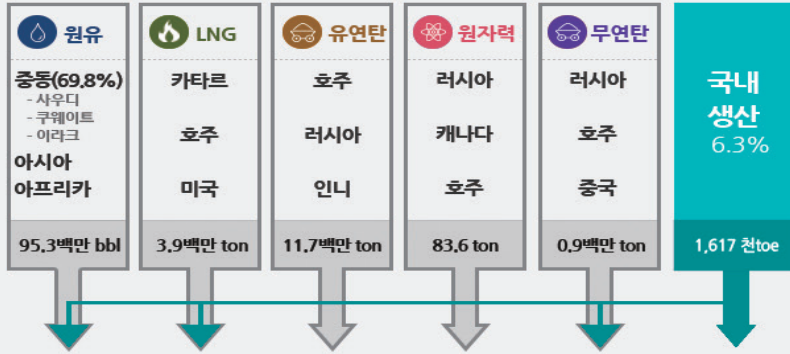 원유
중동(69.8%)
- 사우디
- 쿠웨이트
- 이라크
아시아
아프리카
95.3백만 bbl
LNG
카타르
호주
미국
3.9백만 ton
유연탄
호주
러시아
인니
11.7백만 ton
원자력
러시아
캐나다
호주
83.6 ton
무연탄
러시아
호주
중국
0.9백만 ton
국내
생산
6.3%
1,617 천toe